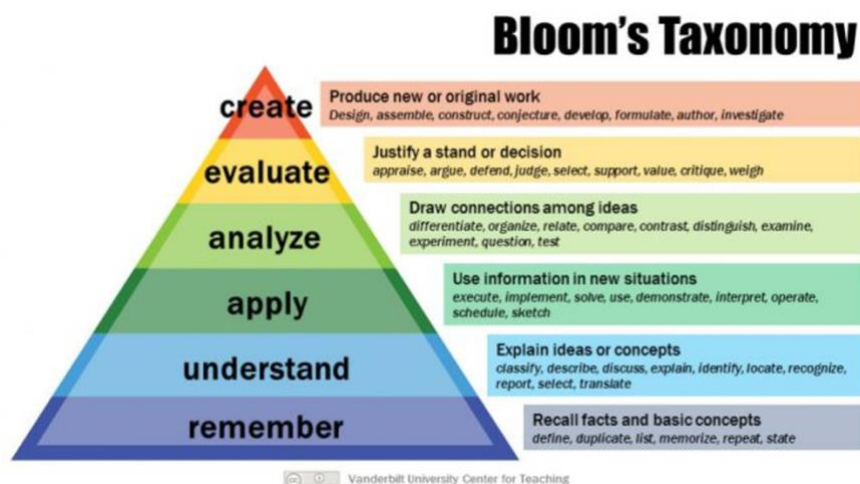 Bloom's Taxonomy
create
Produce new or original work
Design, assemble, construct, conjecture, develop, formulate, author, investigate
evaluate
Justify a stand or decision
appraise, argue, defend, judge, select, support, value, critique, weigh
analyze
Draw connections among ideas
differentiate, organize, relate, compare, contrast, distinguish, examine,
experiment, question, test
apply
Use information in new situations
execute, implement, solve, use, demonstrate, interpret, operate,
schedule, sketch
understand
Explain ideas or concepts
classify, describe, discuss, explain, identify, locate, recognize,
report, select, translate
remember
Recall facts and basic concepts
define, duplicate, list, memorize, repeat, state
Vanderbilt University Center for Teaching